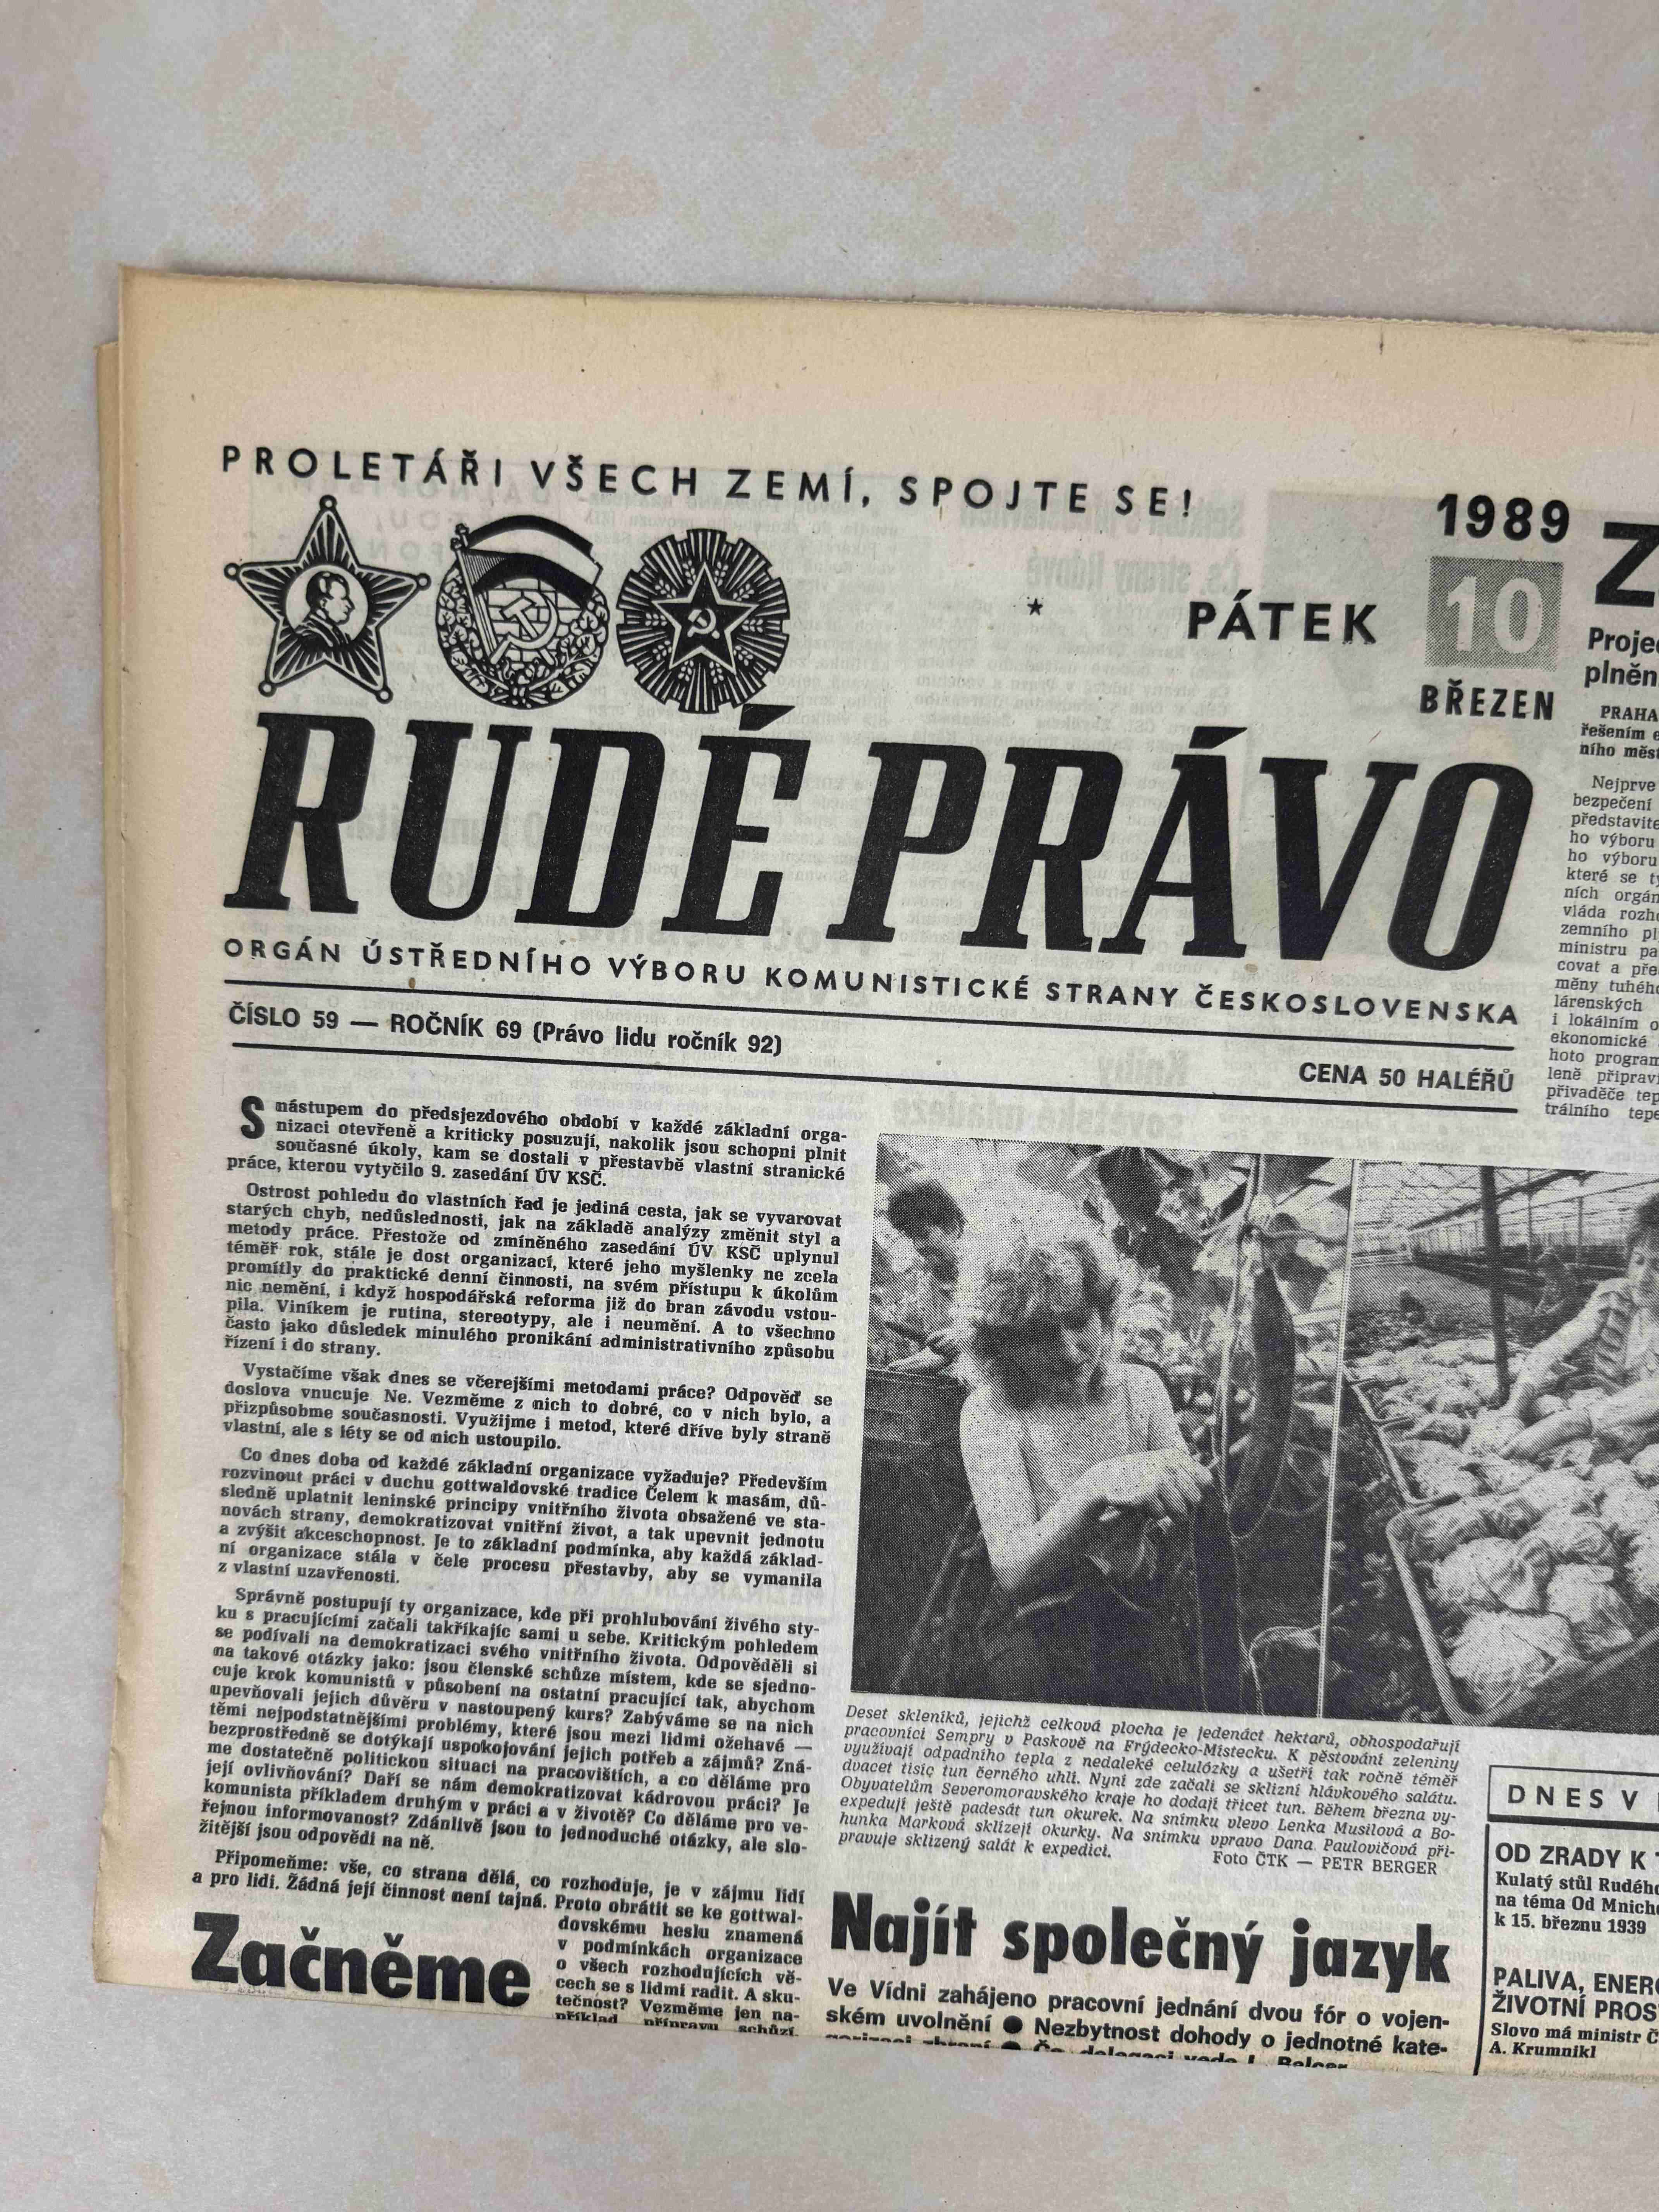 PROLETÁŘI VŠECH ZEMÍ, SPOJTE SE!
1989
PÁTEK
10
BŘEZEN
RUDÉ PRÁVO
ORGÁN ÚSTŘEDNÍHO VÝBORU KOMUNISTICKÉ STRANY ČESKOSLOVENSKA
ČÍSLO 59 — ROČNÍK 69 (Právo lidu ročník 92)
CENA 50 HALÉŘŮ
S nástupem do předsjezdového období v každé základní orga-
nizaci otevřeně a kriticky posuzují, nakolik jsou schopni plnit
současné úkoly, kam se dostali v přestavbě vlastní stranické
práce, kterou vytyčilo 9. zasedání ÚV KSČ.
Ostrost pohledu do vlastních řad je jediná cesta, jak se vyvarovat
starých chyb, nedůslednosti, jak na základě analýzy změnit styl a
metody práce. Přestože od zmíněného zasedání ÚV KSČ uplynul
téměř rok, stále je dost organizací, které jeho myšlenky ne zcela
promítly do praktické denní činnosti, na svém přístupu k úkolům
nic nemění, i když hospodářská reforma již do bran závodu vstou-
pila. Viníkem je rutina, stereotypy, ale i neumění. A to všechno
často jako důsledek minulého pronikání administrativního způsobu
řízení i do strany.
Vystačíme však dnes se včerejšími metodami práce? Odpověď se
doslova vnucuje. Ne. Vezměme z nich to dobré, co v nich bylo, a
přizpůsobme současnosti. Využijme i metod, které dříve byly straně
vlastní, ale s léty se od nich ustoupilo.
Co dnes doba od každé základní organizace vyžaduje? Především
rozvinout práci v duchu gottwaldovské tradice Čelem k masám, dů-
sledně uplatnit leninské principy vnitřního života obsažené ve sta-
novách strany, demokratizovat vnitřní život, a tak upevnit jednotu
a zvýšit akceschopnost. Je to základní podmínka, aby každá základ-
ní organizace stála v čele procesu přestavby, aby se vymanila
z vlastní uzavřenosti.
Správně postupují ty organizace, kde při prohlubování živého sty-
ku s pracujícími začali takříkajíc sami u sebe. Kritickým pohledem
se podívali na demokratizaci svého vnitřního života. Odpověděli si
na takové otázky jako: jsou členské schůze místem, kde se sjedno-
cuje krok komunistů v působení na ostatní pracující tak, abychom
upevňovali jejich důvěru v nastoupený kurs? Zabýváme se na nich
těmi nejpodstatnějšími problémy, které jsou mezi lidmi ožehavé —
bezprostředně se dotýkají uspokojování jejich potřeb a zájmů? Zná-
me dostatečně politickou situaci na pracovištích, a co děláme pro
její ovlivňování? Daří se nám demokratizovat kádrovou práci? Je
komunista příkladem druhým v práci a v životě? Co děláme pro ve-
řejnou informovanost? Zdánlivě jsou to jednoduché otázky, ale slo-
žitější jsou odpovědi na ně.
Připomeňme: vše, co strana dělá, co rozhoduje, je v zájmu lidí
a pro lidi. Žádná její činnost není tajná. Proto obrátit se ke gottwal-
dovskému heslu znamená
v podmínkách organizace
o všech rozhodujících vě-
cech se s lidmi radit. A sku-
tečnost? Vezměme jen na-
příklad přípravu schůzí.
Začněme
Deset skleníků, jejichž celková plocha je jedenáct hektarů, obhospodařují
pracovníci Sempry v Paskově na Frýdecko-Místecku. K pěstování zeleniny
využívají odpadního tepla z nedaleké celulózky a ušetří tak ročně téměř
dvacet tisíc tun černého uhlí. Nyní zde začali se sklizní hlávkového salátu.
Obyvatelům Severomoravského kraje ho dodají třicet tun. Během března vy-
expedují ještě padesát tun okurek. Na snímku vlevo Lenka Musilová a Bo-
hunka Marková sklízejí okurky. Na snímku vpravo Dana Paulovičová při-
pravuje sklizený salát k expedici.
Foto ČTK — PETR BERGER
Najít společný jazyk
Ve Vídni zahájeno pracovní jednání dvou fór o vojen-
ském uvolnění ● Nezbytnost dohody o jednotné kate-
gorizaci zbraní ● Čs. delegaci vede L. Balcar
Z
Proje
plněn
PRAHA
řešením e
ního měst
Nejprve
bezpečení
představite
ho výboru
ho výboru
které se ty
ních orgán
vláda rozho
zemního pl
ministru pa
covat a pře
měny tuhého
lárenských
i lokálním o
ekonomické
hoto program
leně připravi
přivaděče tep
trálního tepe
DNES V
OD ZRADY K
Kulatý stůl Rudého
na téma Od Mnicho
k 15. březnu 1939
PALIVA, ENERG
ŽIVOTNÍ PROS
Slovo má ministr Č
A. Krumnikl